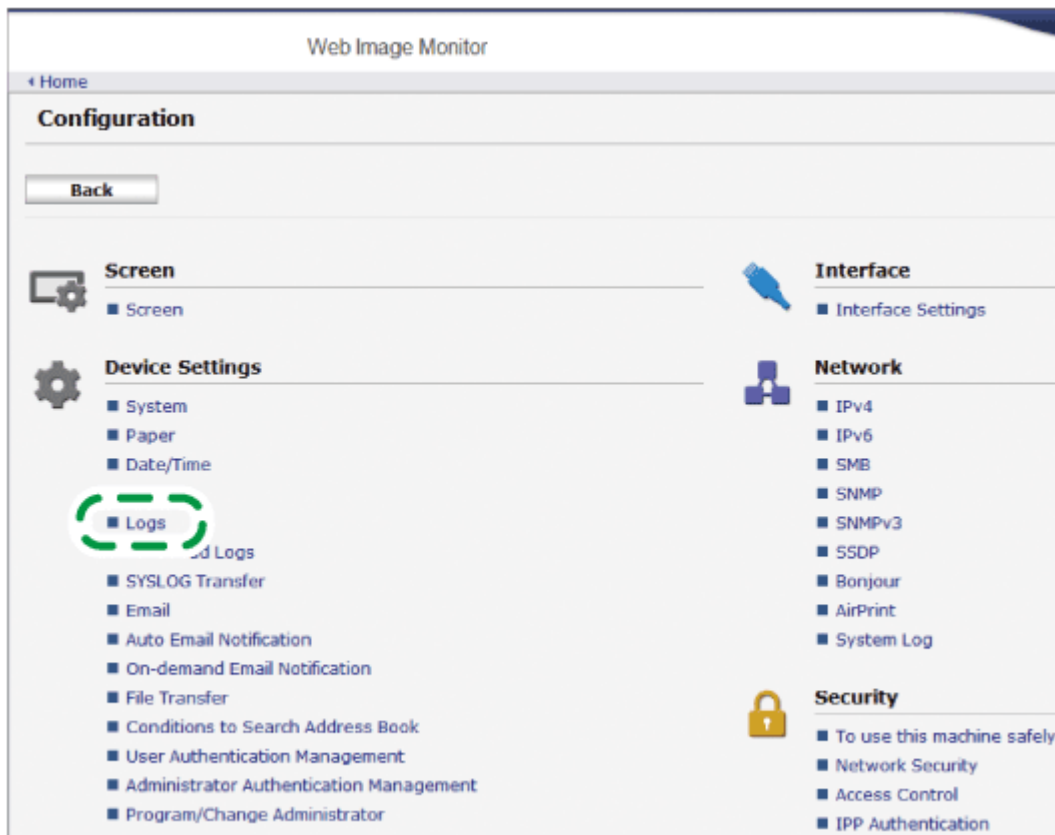 Web Image Monitor
Home
Configuration
Back
Screen
Screen
Device Settings
System
Paper
Date/Time
Logs
Logs
SYSLOG Transfer
Email
Auto Email Notification
On-demand Email Notification
File Transfer
Conditions to Search Address Book
User Authentication Management
Administrator Authentication Management
Program/Change Administrator
Interface
Interface Settings
Network
IPv4
IPv6
SMB
SNMP
SNMPv3
SSDP
Bonjour
AirPrint
System Log
Security
To use this machine safely
Network Security
Access Control
IPP Authentication